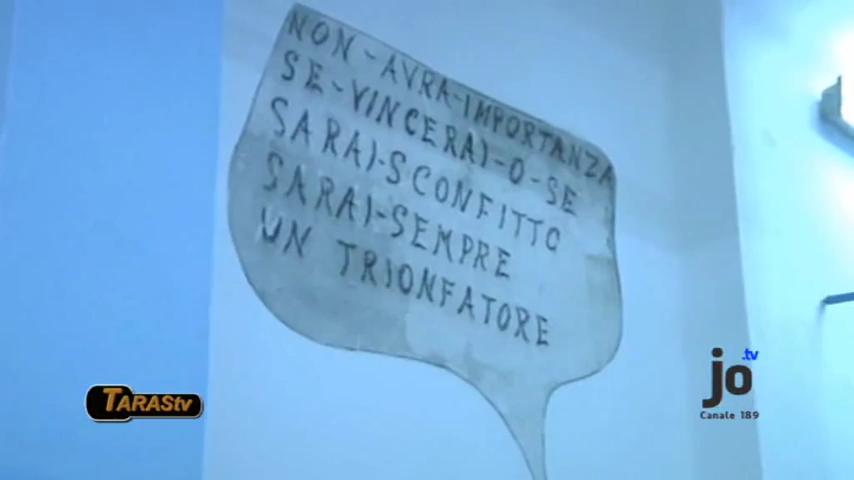 NON-AVRA-IMPORTANZA
SE-VINCERAI-O-SE
SARAI-SCONFITTO
SARAI-SEMPRE
UN TRIONFATORE
TARAStv
jo.tv
Canale 189